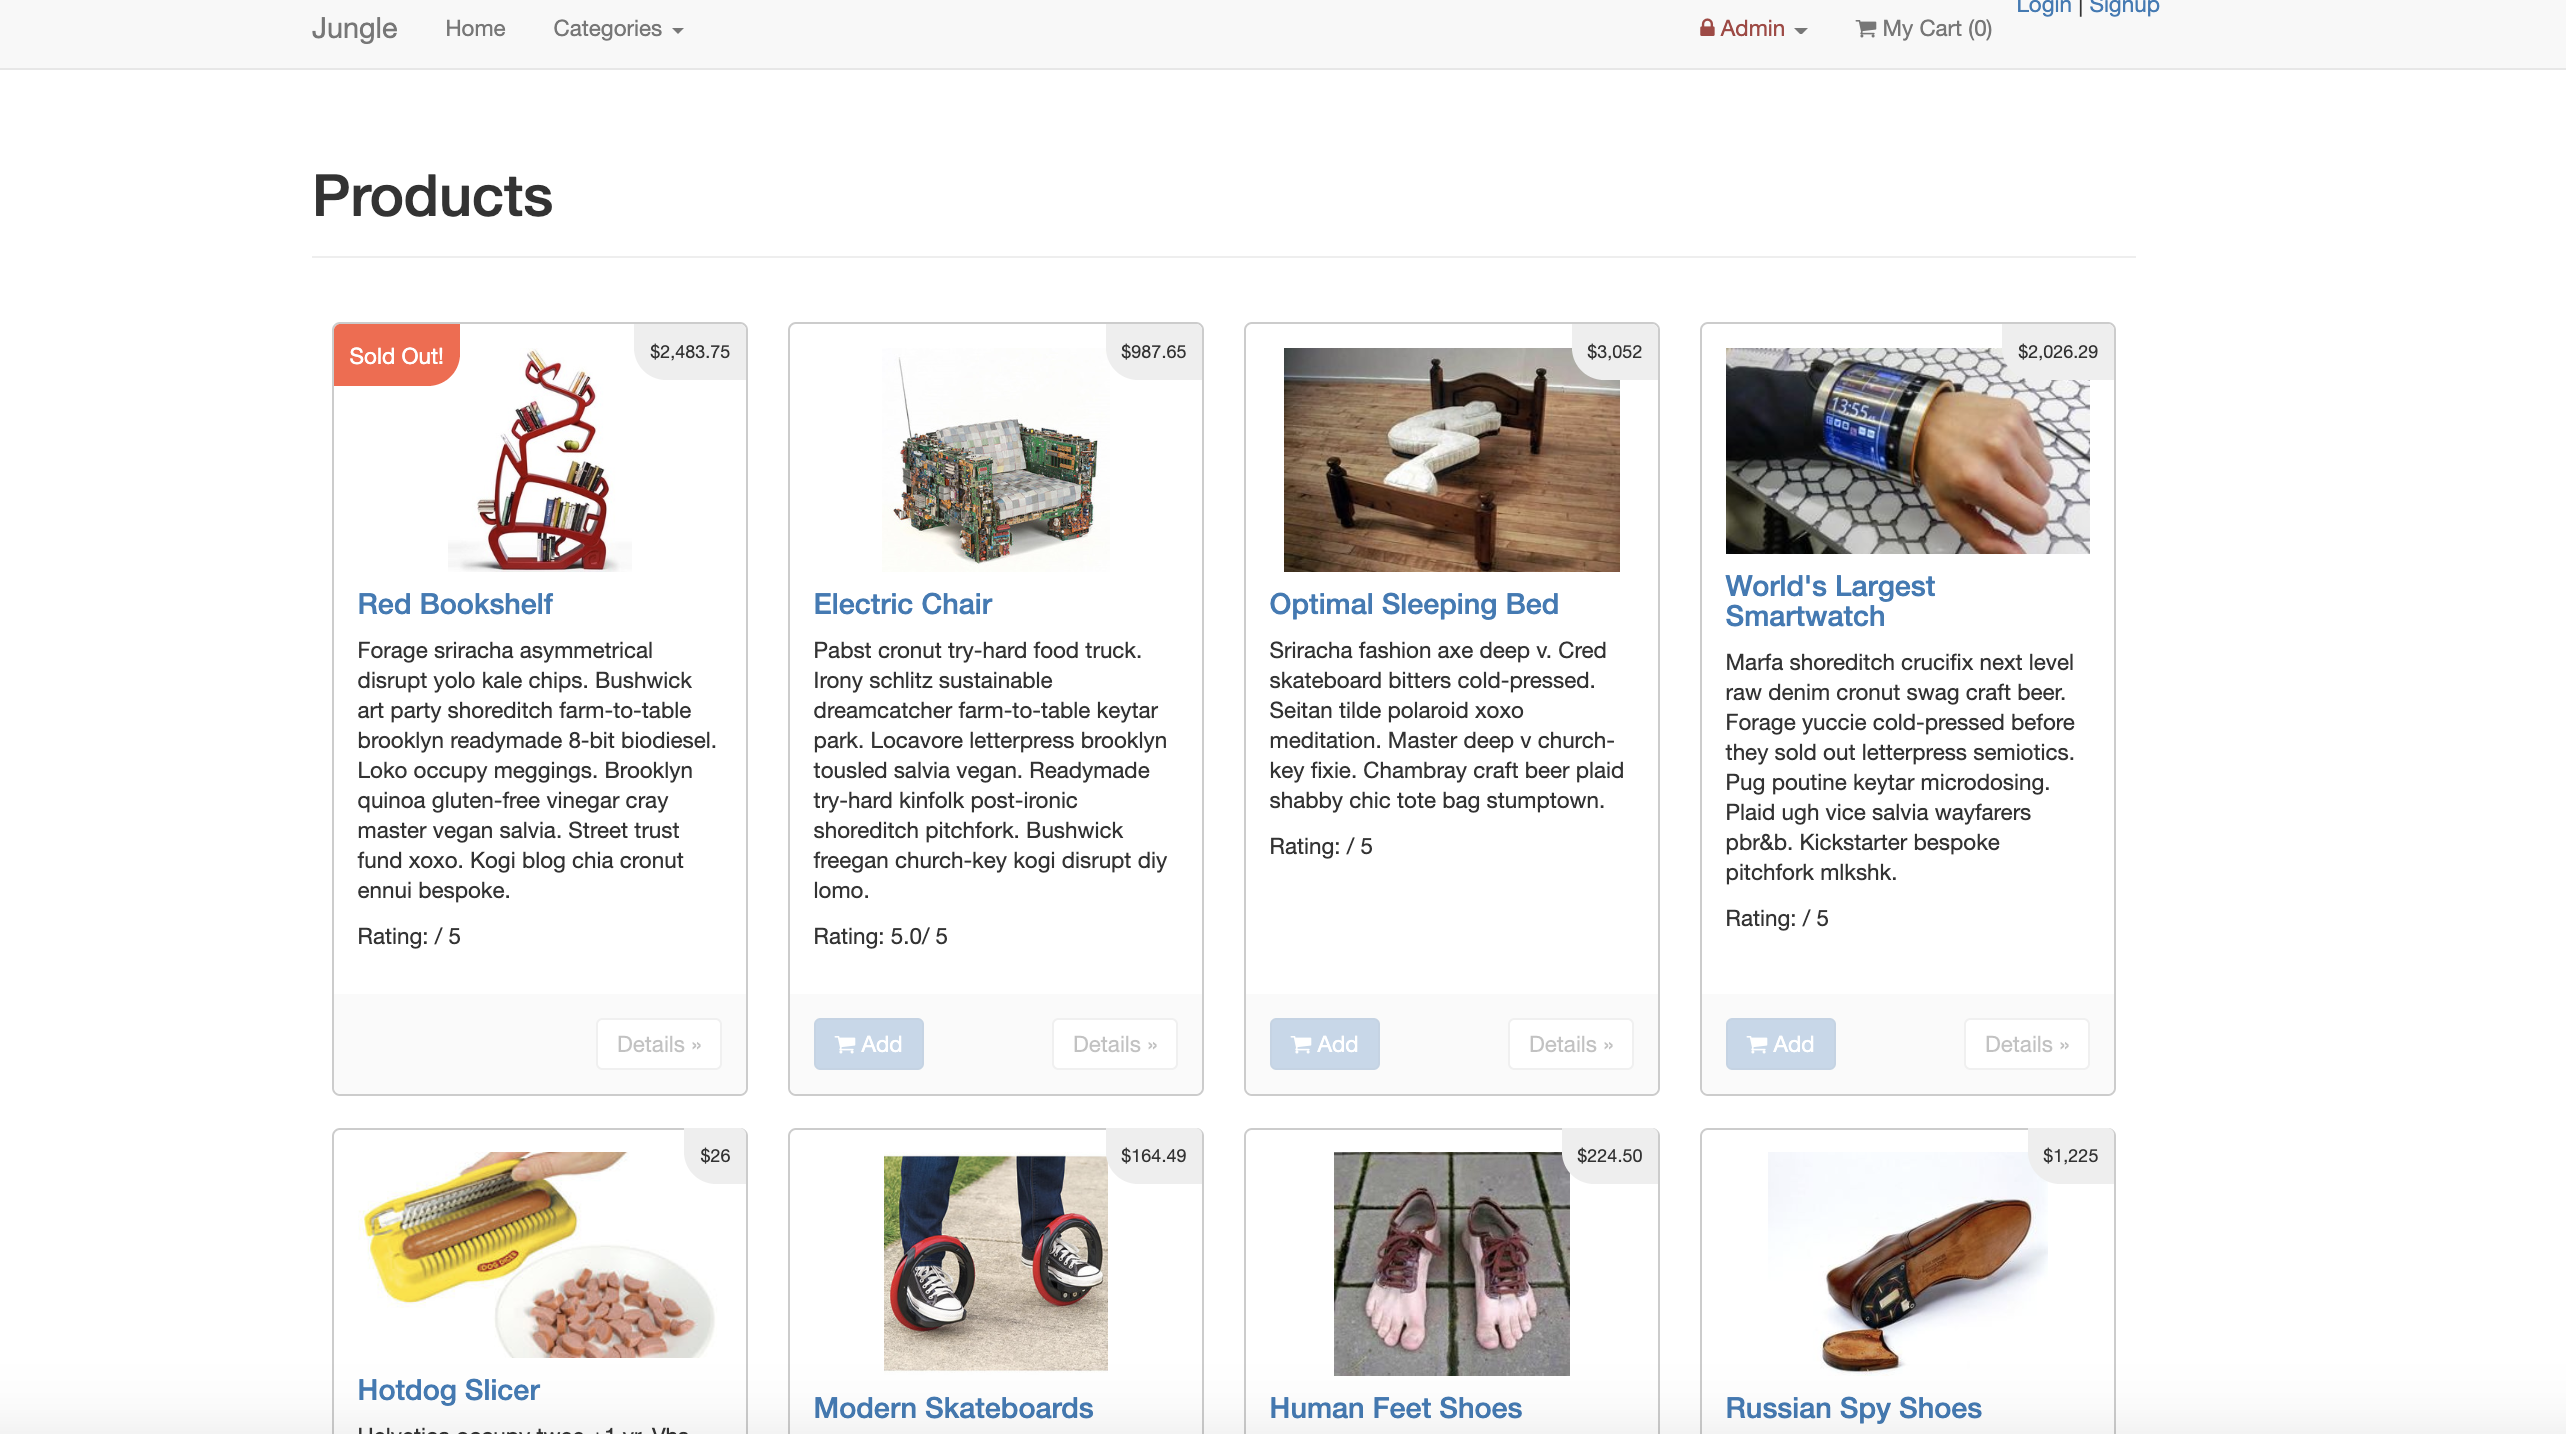 Login | Signup
Jungle Home Categories Admin My Cart (0)
Products
Sold Out! $2,483.75
Red Bookshelf
Forage sriracha asymmetrical
disrupt yolo kale chips. Bushwick
art party shoreditch farm-to-table
brooklyn readymade 8-bit biodiesel.
Loko occupy meggings. Brooklyn
quinoa gluten-free vinegar cray
master vegan salvia. Street trust
fund xoxo. Kogi blog chia cronut
ennui bespoke.
Rating: / 5
Details »
$987.65
Electric Chair
Pabst cronut try-hard food truck.
Irony schlitz sustainable
dreamcatcher farm-to-table keytar
park. Locavore letterpress brooklyn
tousled salvia vegan. Readymade
try-hard kinfolk post-ironic
shoreditch pitchfork. Bushwick
freegan church-key kogi disrupt diy
lomo.
Rating: 5.0/ 5
Add Details »
$3,052
Optimal Sleeping Bed
Sriracha fashion axe deep v. Cred
skateboard bitters cold-pressed.
Seitan tilde polaroid xoxo
meditation. Master deep v church-
key fixie. Chambray craft beer plaid
shabby chic tote bag stumptown.
Rating: / 5
Add Details »
$2,026.29
13:55
World's Largest
Smartwatch
Marfa shoreditch crucifix next level
raw denim cronut swag craft beer.
Forage yuccie cold-pressed before
they sold out letterpress semiotics.
Pug poutine keytar microdosing.
Plaid ugh vice salvia wayfarers
pbr&b. Kickstarter bespoke
pitchfork mlkshk.
Rating: / 5
Add Details »
$26
DOG DICER
Hotdog Slicer
$164.49
Modern Skateboards
$224.50
Human Feet Shoes
$1,225
Russian Spy Shoes